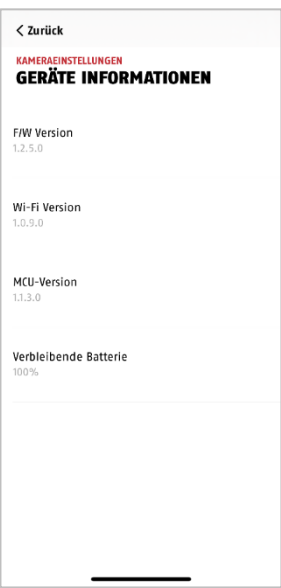 < Zurück
KAMERAEINSTELLUNGEN
GERÄTE INFORMATIONEN
F/W Version
1.2.5.0
Wi-Fi Version
1.0.9.0
MCU-Version
1.1.3.0
Verbleibende Batterie
100%